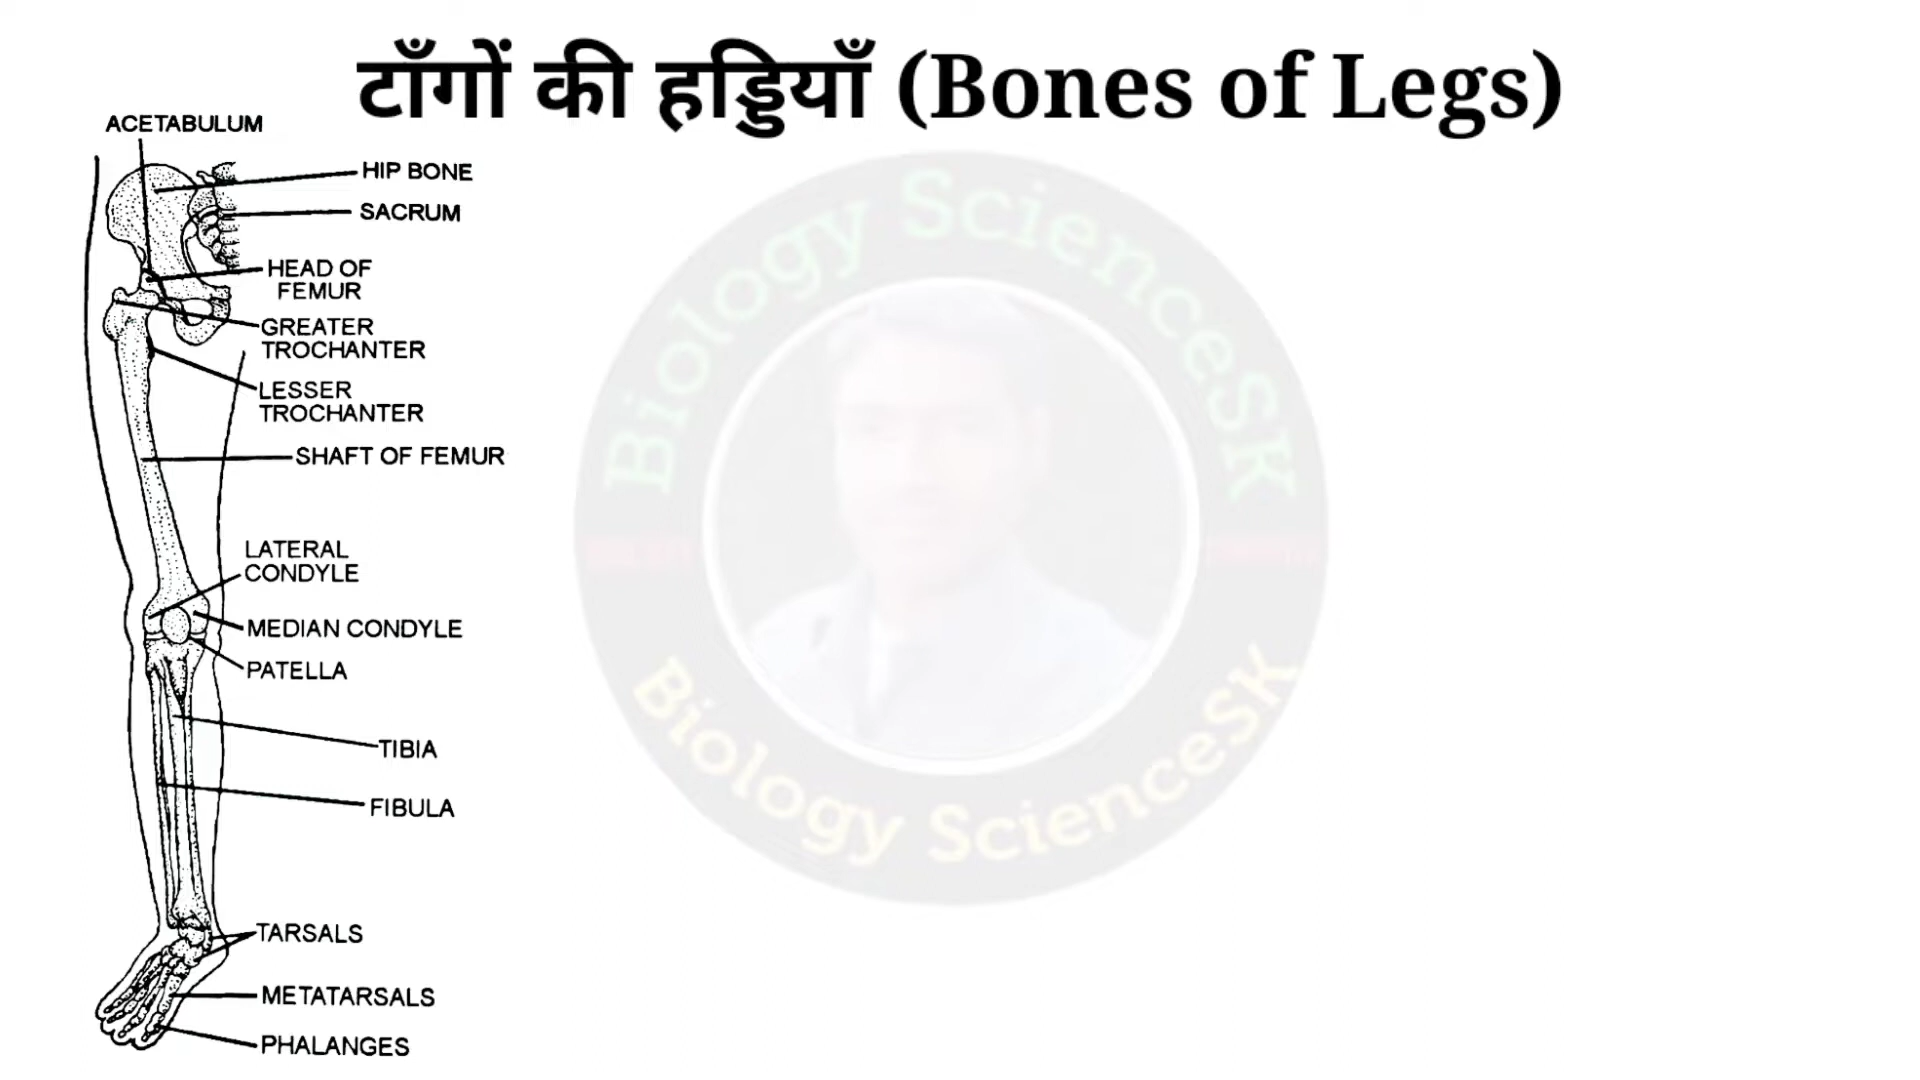 टाँगों की हड्डियाँ (Bones of Legs)
ACETABULUM
HIP BONE
SACRUM
HEAD OF
FEMUR
GREATER
TROCHANTER
LESSER
TROCHANTER
SHAFT OF FEMUR
LATERAL
CONDYLE
MEDIAN CONDYLE
PATELLA
TIBIA
FIBULA
TARSALS
METATARSALS
PHALANGES
Biology ScienceSK
Biology ScienceSK